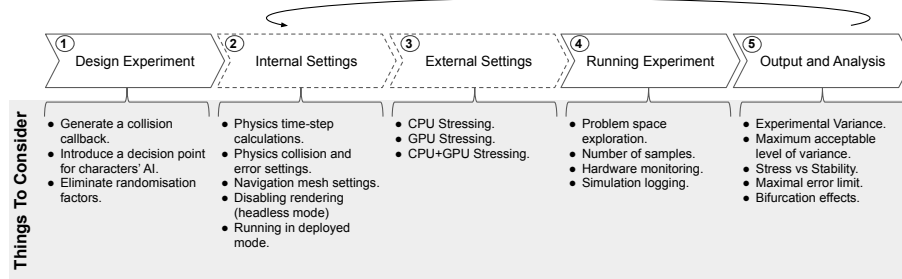 1
Design Experiment
2
Internal Settings
3
External Settings
4
Running Experiment
5
Output and Analysis
Things To Consider
● Generate a collision
callback.
● Introduce a decision point
for characters' AI.
● Eliminate randomisation
factors.
● Physics time-step
calculations.
● Physics collision and
error settings.
● Navigation mesh settings.
● Disabling rendering
(headless mode)
● Running in deployed
mode.
● CPU Stressing.
● GPU Stressing.
● CPU+GPU Stressing.
● Problem space
exploration.
● Number of samples.
● Hardware monitoring.
● Simulation logging.
● Experimental Variance.
● Maximum acceptable
level of variance.
● Stress vs Stability.
● Maximal error limit.
● Bifurcation effects.